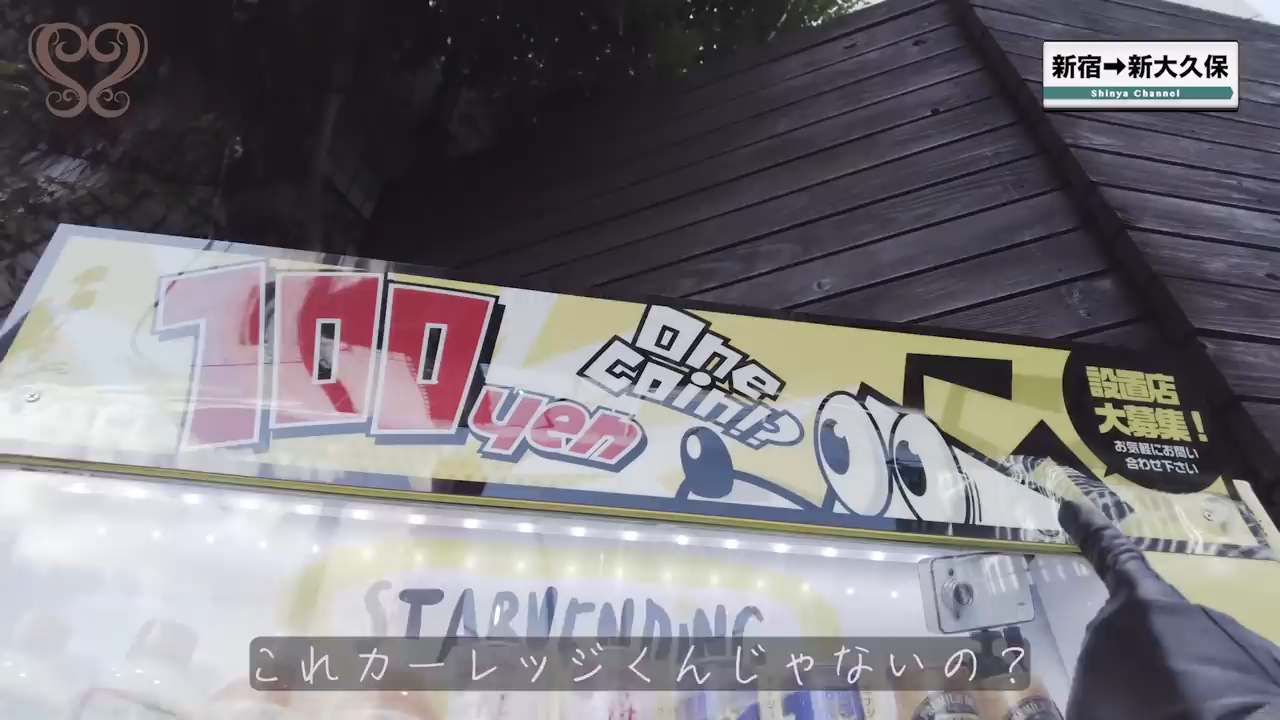 新宿➡新大久保
Shinya Channel
100
yen
One
coin!?
設置店
大募集!
お気軽にお問い
合わせ下さい
STARVENDING
これカーレッジくんじゃないの?